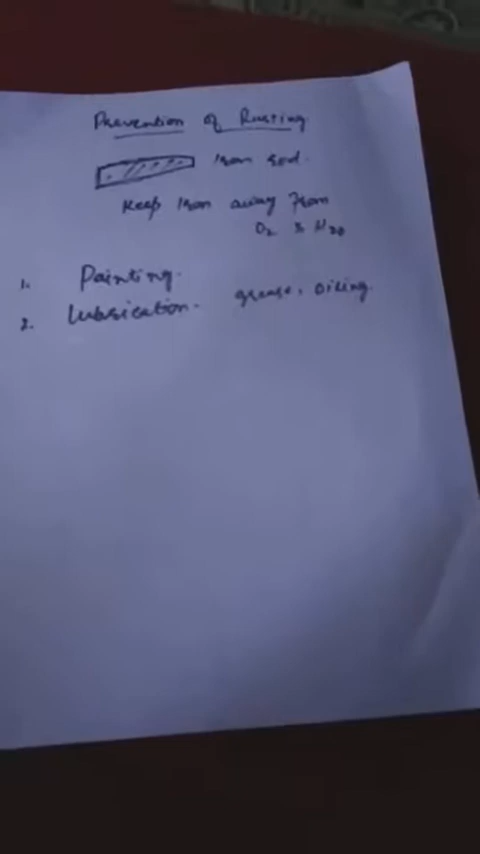 Prevention of Rusting
Iron rod.
Keep Iron away from
O₂ & H₂O
1. Painting.
2. Lubrication. grease, oiling.